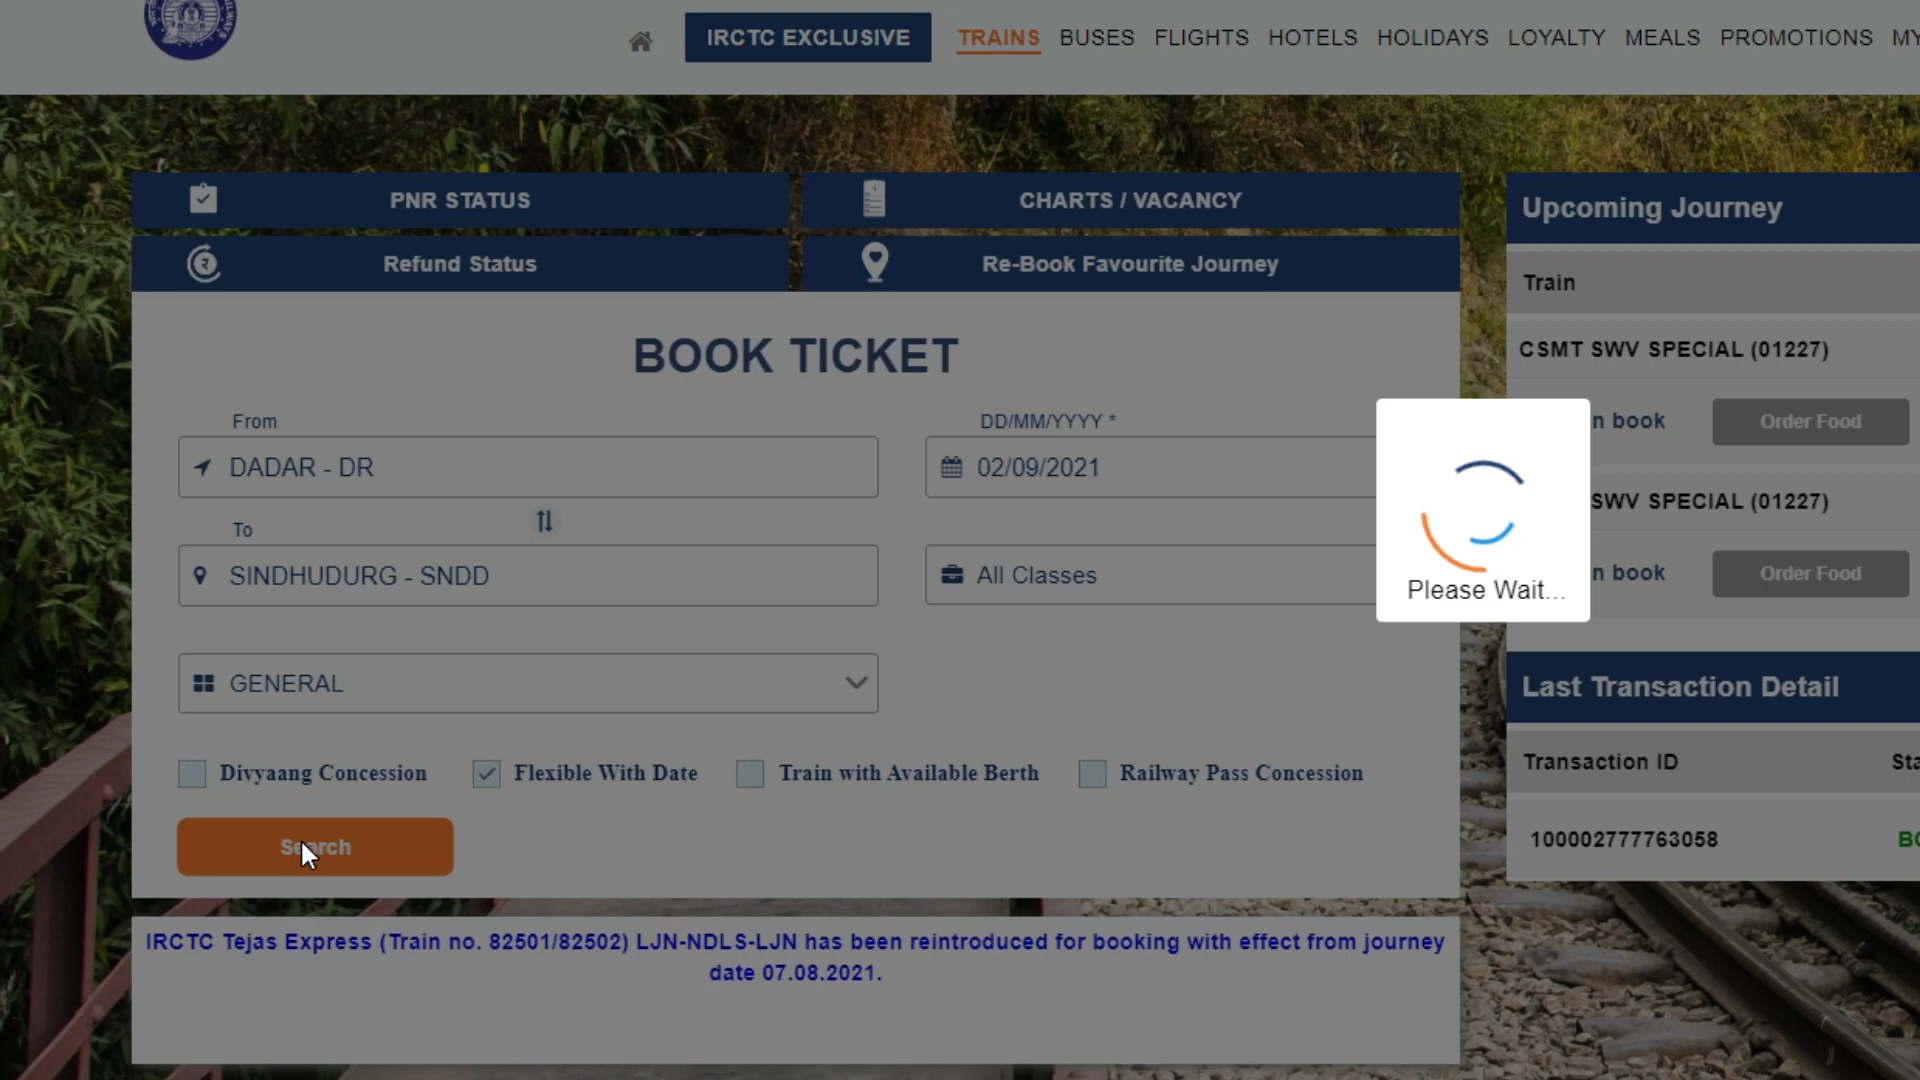 IRCTC EXCLUSIVE TRAINS BUSES FLIGHTS HOTELS HOLIDAYS LOYALTY MEALS PROMOTIONS MY
PNR STATUS
CHARTS / VACANCY
Refund Status
Re-Book Favourite Journey
BOOK TICKET
From
DADAR - DR
DD/MM/YYYY *
02/09/2021
To
SINDHUDURG - SNDD
All Classes
GENERAL
Divyaang Concession
Flexible With Date
Train with Available Berth
Railway Pass Concession
Search
IRCTC Tejas Express (Train no. 82501/82502) LJN-NDLS-LJN has been reintroduced for booking with effect from journey
date 07.08.2021.
Please Wait...
Upcoming Journey
Train
CSMT SWV SPECIAL (01227)
n book
Order Food
SWV SPECIAL (01227)
n book
Order Food
Last Transaction Detail
Transaction ID
100002777763058